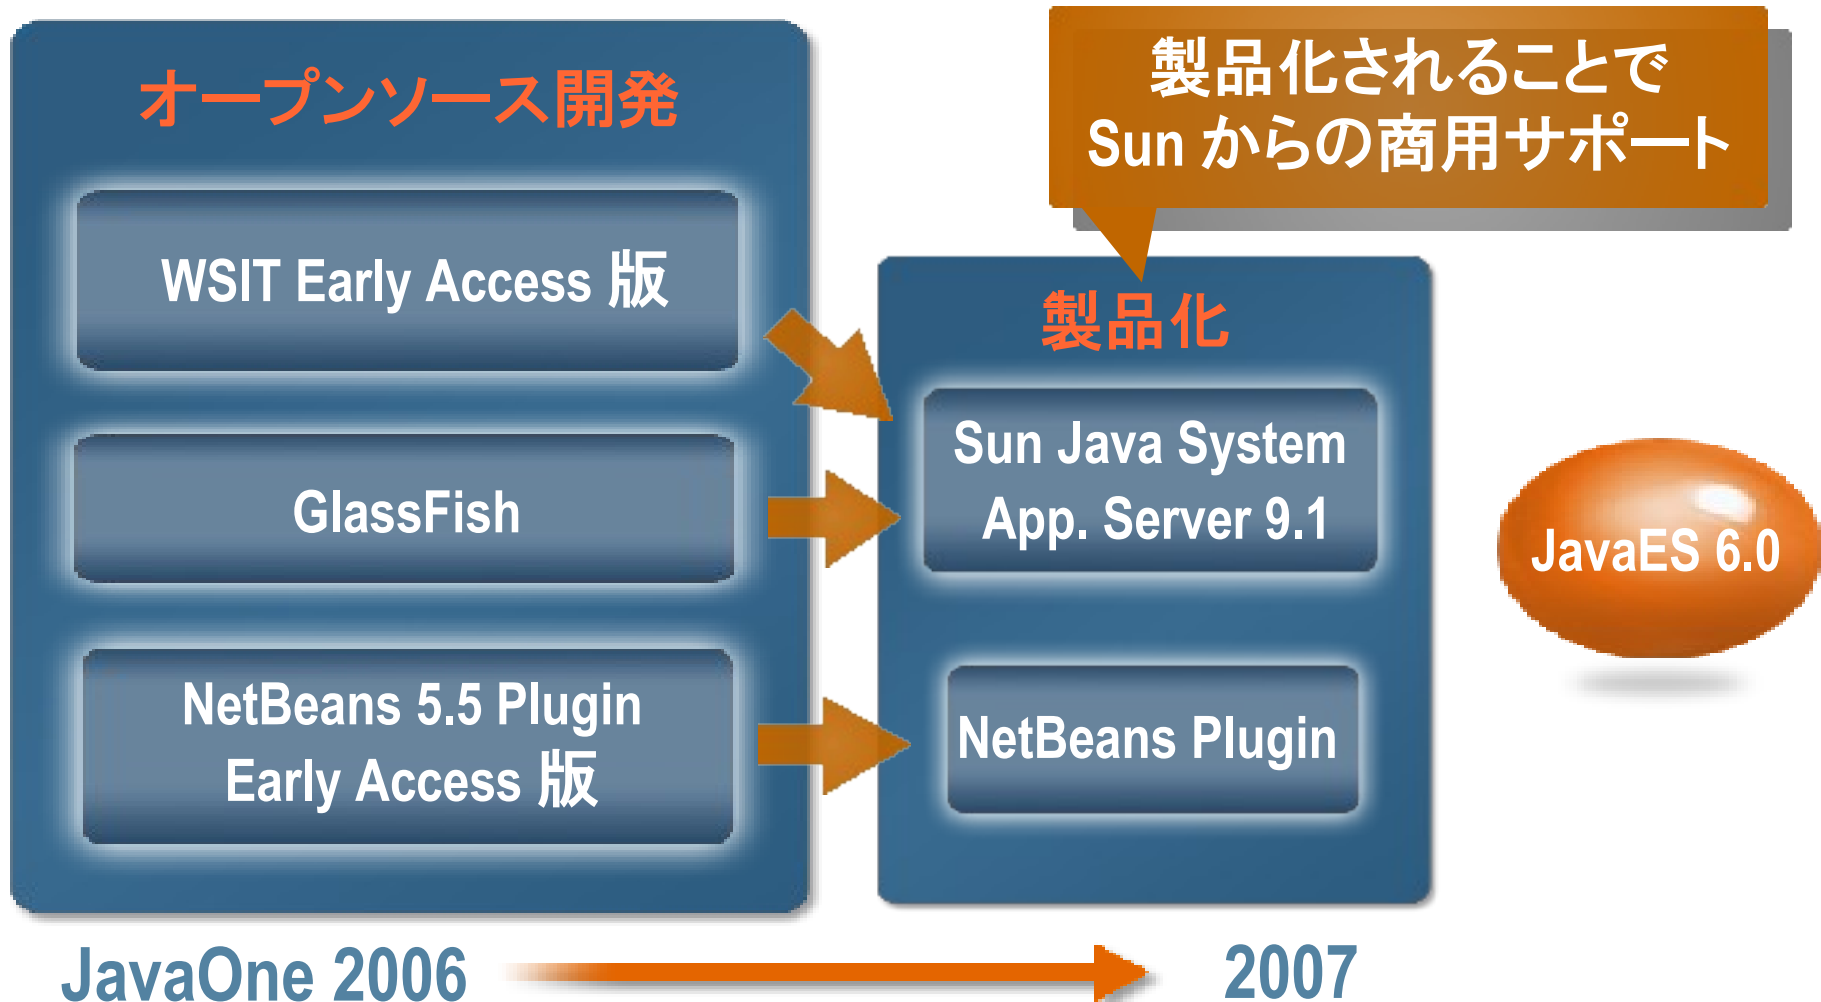 オープンソース開発
WSIT Early Access 版
GlassFish
NetBeans 5.5 Plugin
Early Access 版
製品化されることで
Sun からの商用サポート
製品化
Sun Java System
App. Server 9.1
NetBeans Plugin
JavaES 6.0
JavaOne 2006
2007